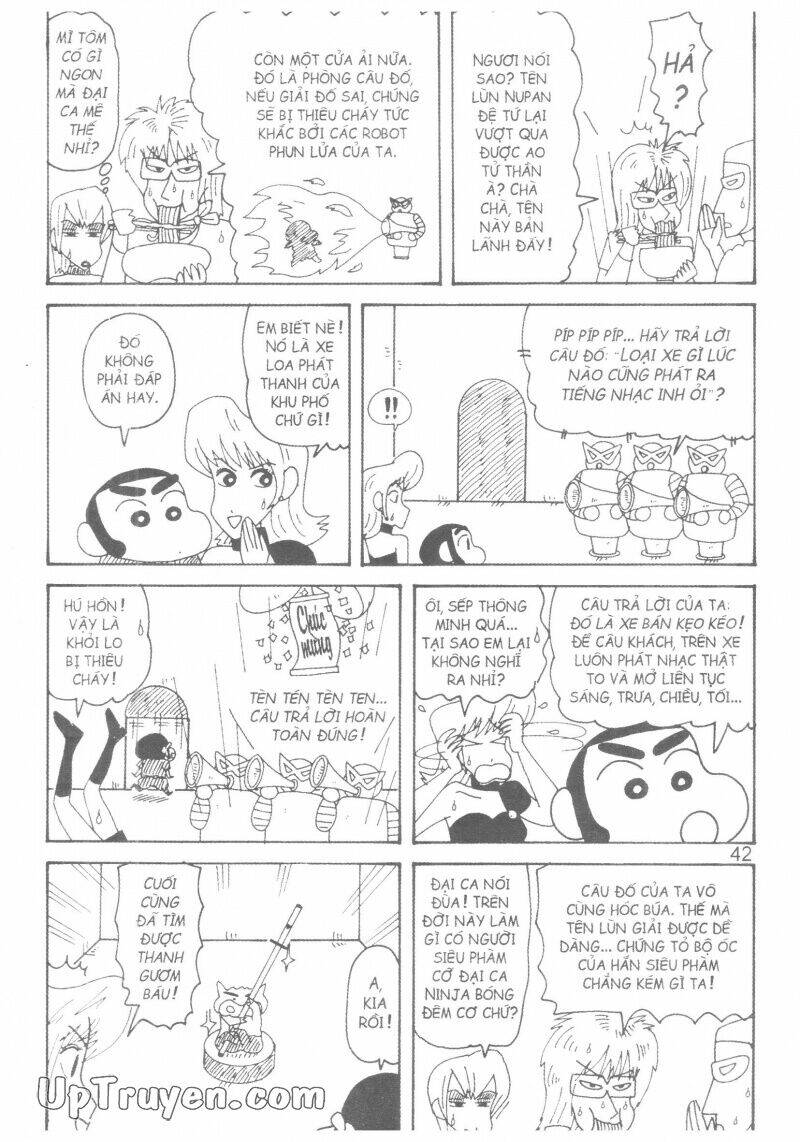 HẢ
?
NGƯƠI NÓI
SAO? TÊN
LÙN NUPAN
ĐỆ TỨ LẠI
VƯỢT QUA
ĐƯỢC AO
TỬ THẦN
À? CHÀ
CHÀ, TÊN
NÀY BẢN
LÃNH ĐẤY!
CÒN MỘT CỬA ẢI NỮA.
ĐÓ LÀ PHÒNG CÂU ĐỐ,
NẾU GIẢI ĐỐ SAI, CHÚNG
SẼ BỊ THIÊU CHÁY TỨC
KHẮC BỞI CÁC ROBOT
PHUN LỬA CỦA TA.
MÌ TÔM
CÓ GÌ
NGON
MÀ ĐẠI
CA MÊ
THẾ
NHỈ?
PÍP PÍP PÍP... HÃY TRẢ LỜI
CÂU ĐỐ: "LOẠI XE GÌ LÚC
NÀO CŨNG PHÁT RA
TIẾNG NHẠC INH ỎI"?
!!
EM BIẾT NÈ!
NÓ LÀ XE
LOA PHÁT
THANH CỦA
KHU PHỐ
CHỨ GÌ!
ĐÓ
KHÔNG
PHẢI ĐÁP
ÁN HAY.
CÂU TRẢ LỜI CỦA TA:
ĐÓ LÀ XE BÁN KẸO KÉO!
ĐỂ CÂU KHÁCH, TRÊN XE
LUÔN PHÁT NHẠC THẬT
TO VÀ MỞ LIÊN TỤC
SÁNG, TRƯA, CHIỀU, TỐI...
ÔI, SẾP THÔNG
MINH QUÁ...
TẠI SAO EM LẠI
KHÔNG NGHĨ
RA NHỈ?
Chúc
mừng
TÈN TÉN TÈN TEN...
CÂU TRẢ LỜI HOÀN
TOÀN ĐÚNG!
HÚ HỒN!
VẬY LÀ
KHỎI LO
BỊ THIÊU
CHÁY!
42
CÂU ĐỐ CỦA TA VÔ
CÙNG HÓC BÚA. THẾ MÀ
TÊN LÙN GIẢI ĐƯỢC DỄ
DÀNG... CHỨNG TỎ BỘ ÓC
CỦA HẮN SIÊU PHÀM
CHẲNG KÉM GÌ TA!
ĐẠI CA NÓI
ĐÙA! TRÊN
ĐỜI NÀY LÀM
GÌ CÓ NGƯỜI
SIÊU PHÀM
CỠ ĐẠI CA
NINJA BÓNG
ĐÊM CƠ CHỨ?
A,
KIA
RỒI!
CUỐI
CÙNG
ĐÃ TÌM
ĐƯỢC
THANH
GƯƠM
BÁU!
UpTruyen.com